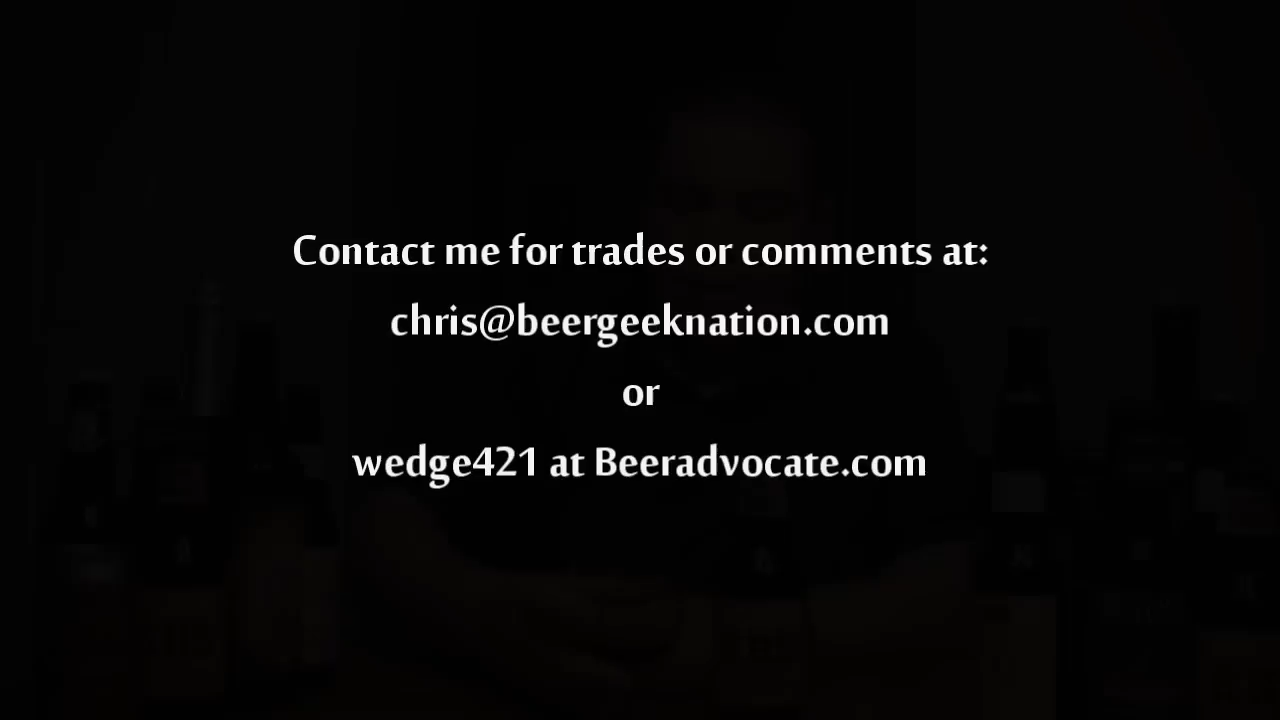 Contact me for trades or comments at:
chris@beergeeknation.com
or
wedge421 at Beeradvocate.com